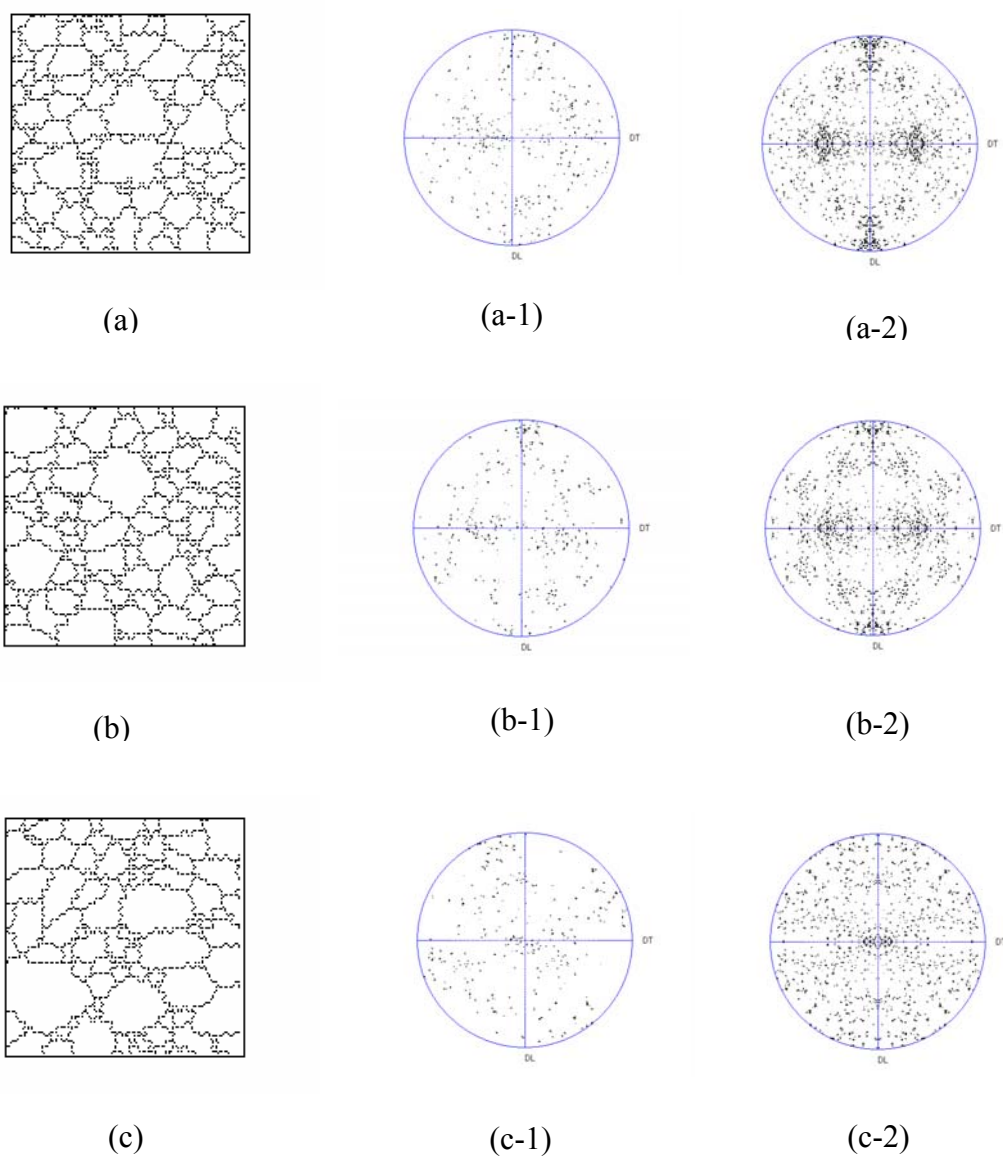 DT
DL
DT
DL
(a)
(a-1)
(a-2)
DT
DL
DT
DL
(b)
(b-1)
(b-2)
DT
DL
DT
DL
(c)
(c-1)
(c-2)